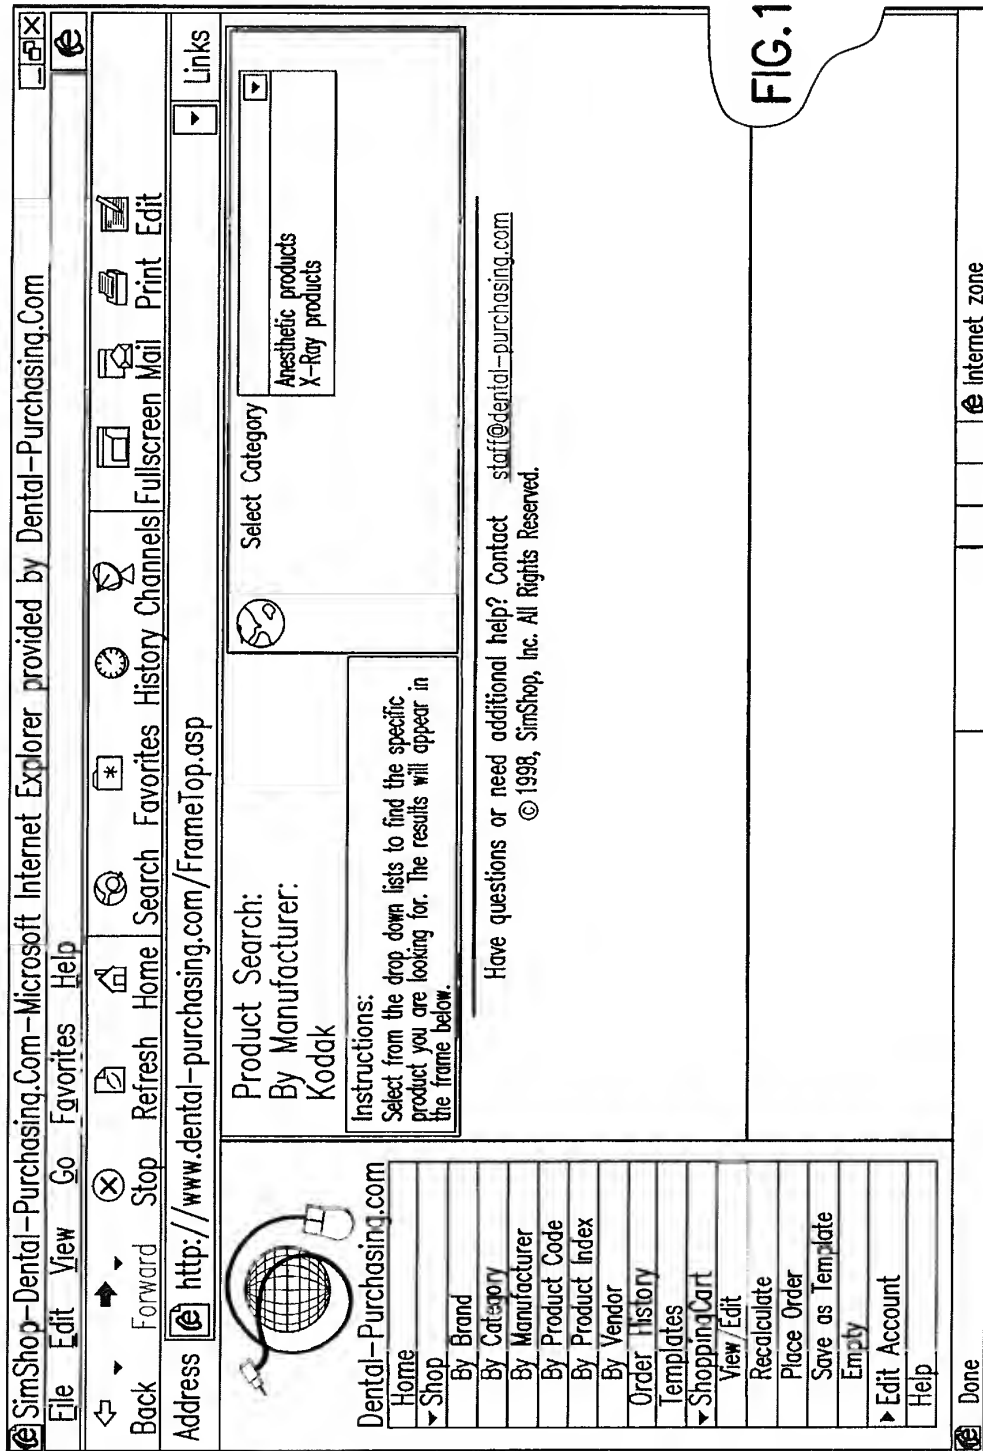 SimShop-Dental-Purchasing.Com-Microsoft Internet Explorer provided by Dental-Purchasing.Com
File Edit View Go Favorites Help
Back Forward Stop Refresh Home Search Favorites History Channels Fullscreen Mail Print Edit
Address http://www.dental-purchasing.com/FrameTop.asp Links
Dental-Purchasing.com
Home
Shop
By Brand
By Category
By Manufacturer
By Product Code
By Product Index
By Vendor
Order History
Templates
ShoppingCart
View/Edit
Recalculate
Place Order
Save as Template
Empty
Edit Account
Help
Product Search:
By Manufacturer:
Kodak
Instructions:
Select from the drop down lists to find the specific
product you are looking for. The results will appear in
the frame below.
Select Category
Anesthetic products
X-Ray products
Have questions or need additional help? Contact staff@dental-purchasing.com
© 1998, SimShop, Inc. All Rights Reserved.
Done Internet zone
FIG. 1